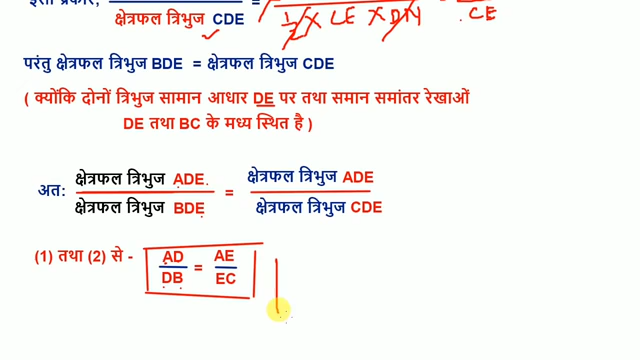 क्षेत्रफल त्रिभुज CDE =
½ X CE X DN
CE
परंतु क्षेत्रफल त्रिभुज BDE = क्षेत्रफल त्रिभुज CDE
( क्योंकि दोनों त्रिभुज सामान आधार DE पर तथा समान समांतर रेखाओं
DE तथा BC के मध्य स्थित है )
अत: क्षेत्रफल त्रिभुज ADE / क्षेत्रफल त्रिभुज BDE = क्षेत्रफल त्रिभुज ADE / क्षेत्रफल त्रिभुज CDE
(1) तथा (2) से - AD / DB = AE / EC